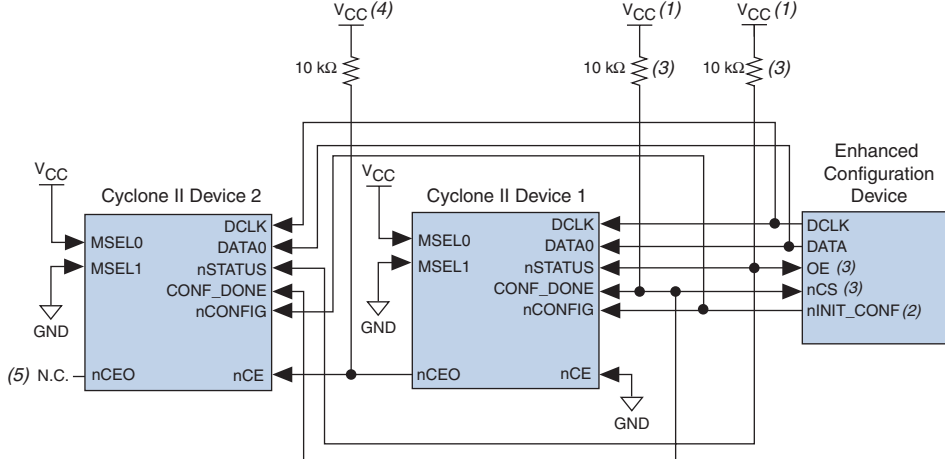 VCC (4)
VCC (1)
VCC (1)
10 kΩ
10 kΩ (3)
10 kΩ (3)
Enhanced
Configuration
Device
VCC
Cyclone II Device 2
VCC
Cyclone II Device 1
MSEL0
MSEL1
DCLK
DATA0
nSTATUS
CONF_DONE
nCONFIG
GND
(5) N.C.
nCEO
nCE
MSEL0
MSEL1
DCLK
DATA0
nSTATUS
CONF_DONE
nCONFIG
GND
nCEO
nCE
GND
DCLK
DATA
OE (3)
nCS (3)
nINIT_CONF (2)